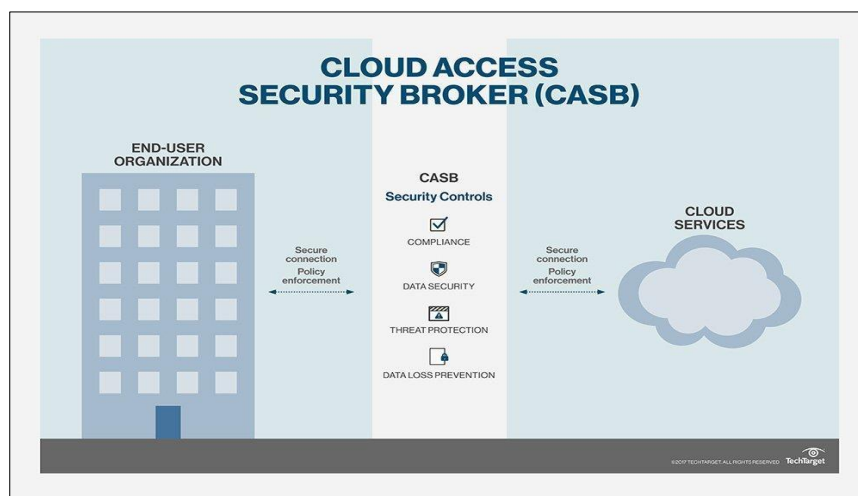 CLOUD ACCESS
SECURITY BROKER (CASB)
END-USER
ORGANIZATION
Secure
connection
Policy
enforcement
CASB
Security Controls
COMPLIANCE
DATA SECURITY
THREAT PROTECTION
DATA LOSS PREVENTION
Secure
connection
Policy
enforcement
CLOUD
SERVICES
©2017 TECHTARGET. ALL RIGHTS RESERVED
TechTarget